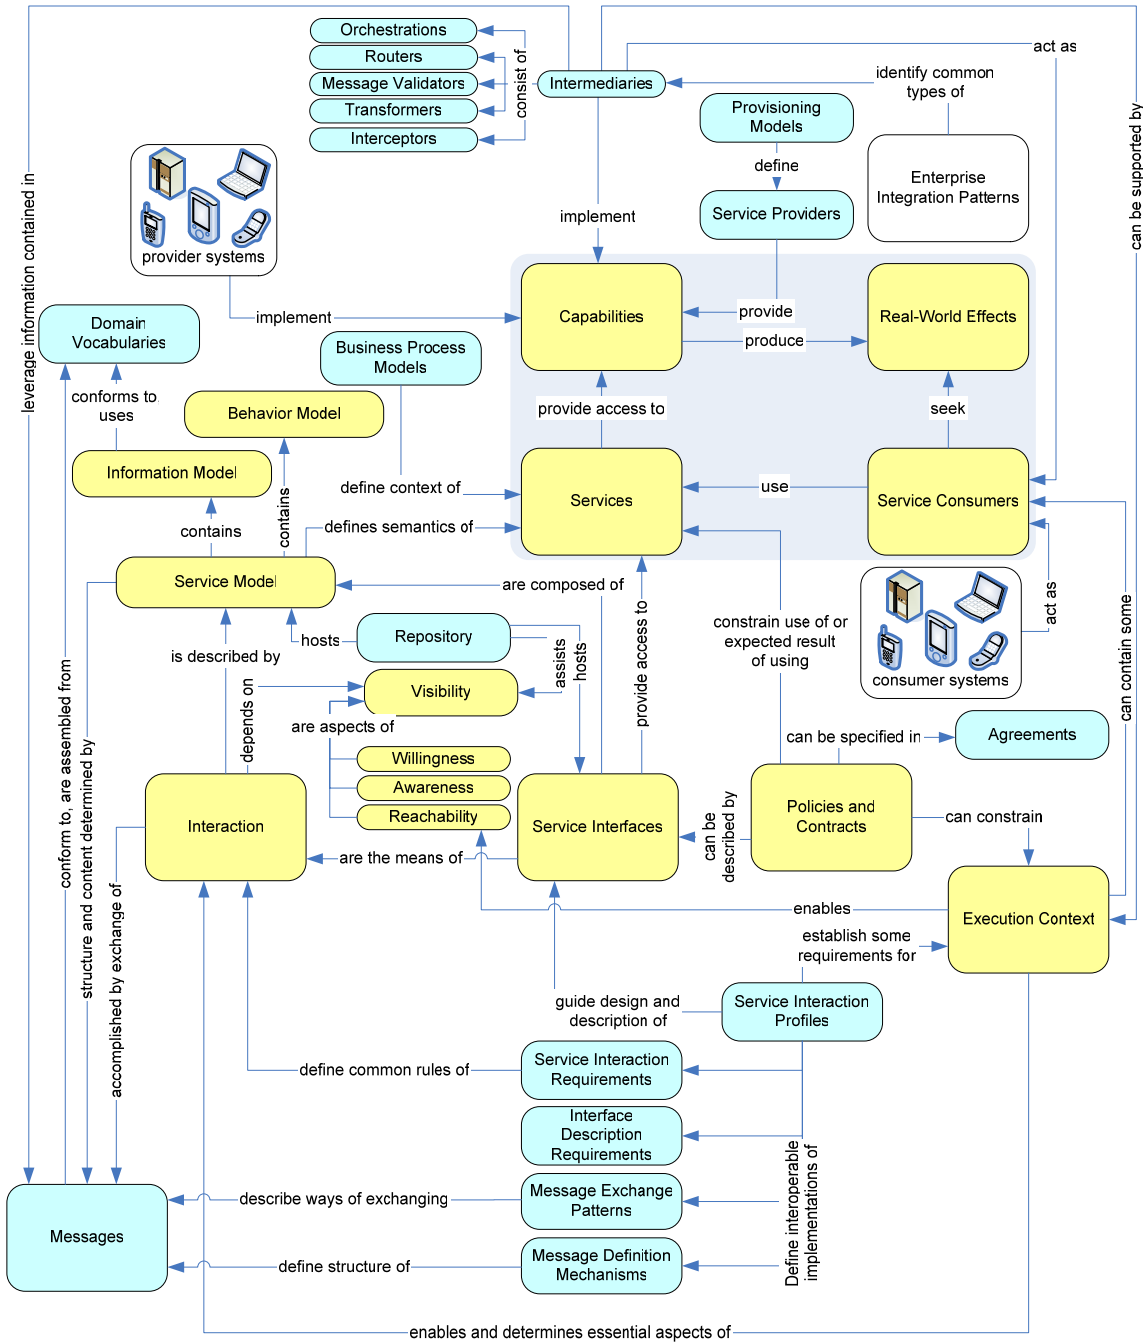 Orchestrations
Routers
Message Validators
Transformers
Interceptors
consist of
Intermediaries
act as
identify common
types of
Provisioning
Models
define
Service Providers
Enterprise
Integration Patterns
can be supported by
leverage information contained in
provider systems
implement
implement
Capabilities
provide
produce
Real-World Effects
Domain
Vocabularies
Business Process
Models
conforms to,
uses
Behavior Model
provide access to
seek
Information Model
define context of
Services
use
Service Consumers
contains
contains
defines semantics of
Service Model
are composed of
consumer systems
act as
can contain some
is described by
hosts
Repository
assists
hosts
provide access to
constrain use of or
expected result
of using
depends on
Visibility
are aspects of
Willingness
Awareness
Reachability
can be specified in
Agreements
conform to, are assembled from
structure and content determined by
Interaction
Service Interfaces
can be
described by
Policies and
Contracts
can constrain
are the means of
accomplished by exchange of
enables
Execution Context
establish some
requirements for
guide design and
description of
Service Interaction
Profiles
define common rules of
Service Interaction
Requirements
Interface
Description
Requirements
Define interoperable
implementations of
Messages
describe ways of exchanging
Message Exchange
Patterns
define structure of
Message Definition
Mechanisms
enables and determines essential aspects of